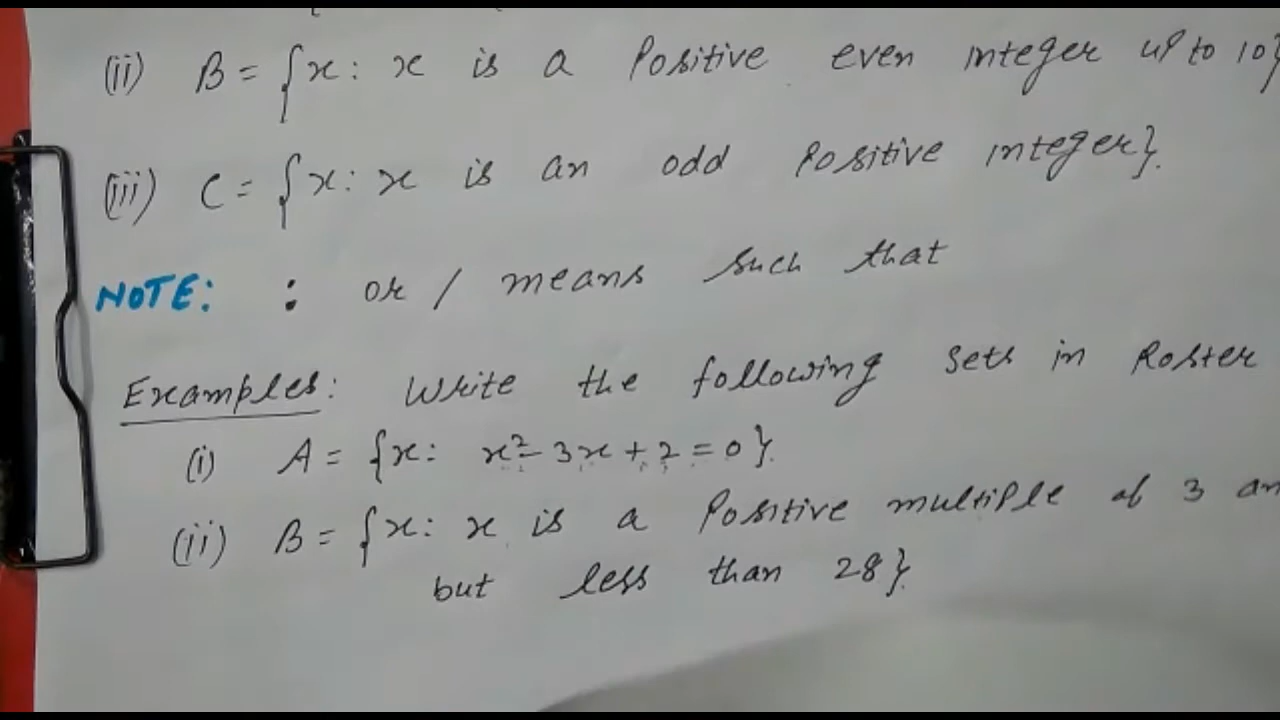 (ii) B = {x: x is a Positive even integer up to 10}
(iii) C = {x: x is an odd Positive integer}.
NOTE: : or / means such that
Examples: Write the following sets in Roster
(i) A = {x: x²-3x+2=0}.
(ii) B = {x: x is a Positive multiple of 3 an
but less than 28}.